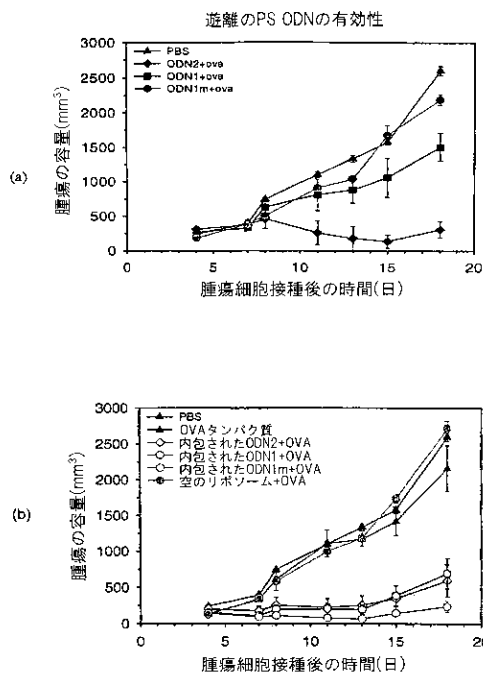 遊離のPS ODNの有効性
(a)
腫瘍の容量(mm³)
3000
2500
2000
1500
1000
500
0
PBS
ODN2+ova
ODN1+ova
ODN1m+ova
0 5 10 15 20
腫瘍細胞接種後の時間(日)
(b)
腫瘍の容量(mm³)
3000
2500
2000
1500
1000
500
0
PBS
OVAタンパク質
内包されたODN2+OVA
内包されたODN1+OVA
内包されたODN1m+OVA
空のリポソーム+OVA
0 5 10 15 20
腫瘍細胞接種後の時間(日)